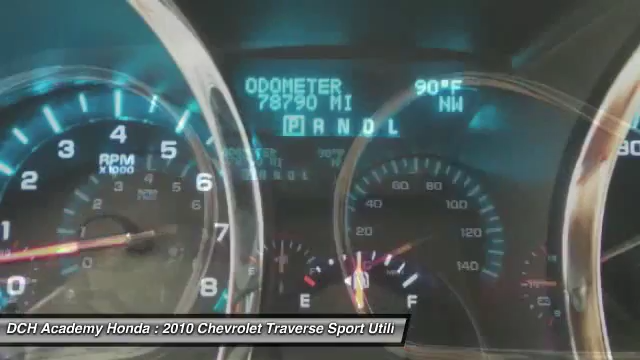 ODOMETER 90°F
78790 MI NW
P R N D L
RPM
x1000
1 2 3 4 5 6 7 8
20 40 60 80 100 120 140
E F
DCH Academy Honda : 2010 Chevrolet Traverse Sport Utili